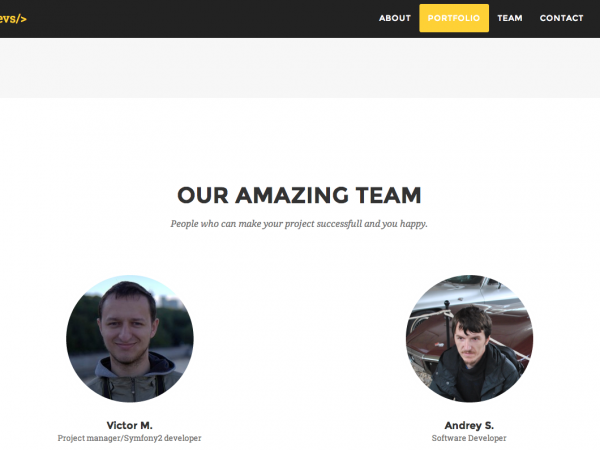 evs/>
ABOUT PORTFOLIO TEAM CONTACT
OUR AMAZING TEAM
People who can make your project successfull and you happy.
Victor M.
Project manager/Symfony2 developer
Andrey S.
Software Developer